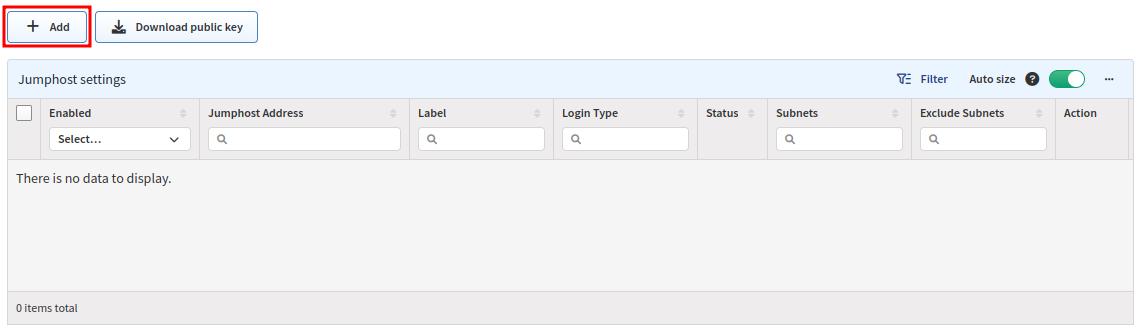 Add Download public key
Jumphost settings Filter Auto size ? ···
Enabled Jumphost Address Label Login Type Status Subnets Exclude Subnets Action
Select...
There is no data to display.
0 items total